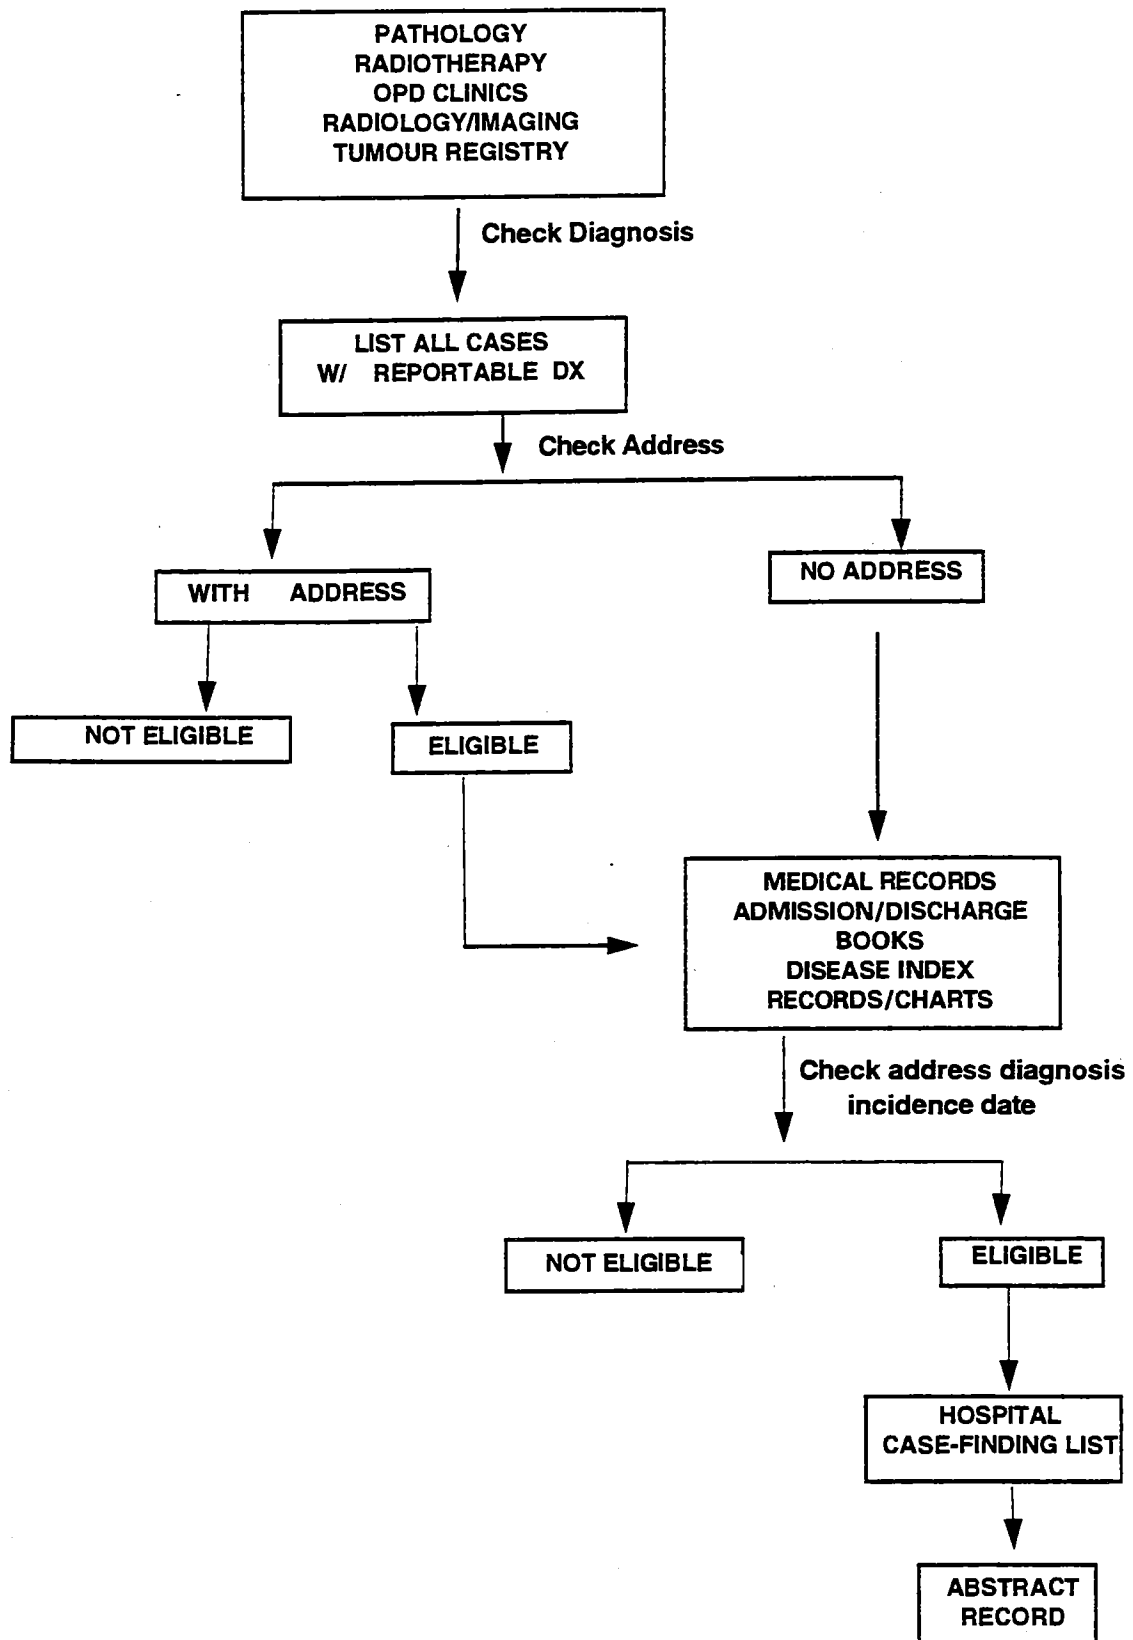 PATHOLOGY
RADIOTHERAPY
OPD CLINICS
RADIOLOGY/IMAGING
TUMOUR REGISTRY
Check Diagnosis
LIST ALL CASES
W/ REPORTABLE DX
Check Address
WITH ADDRESS
NO ADDRESS
NOT ELIGIBLE
ELIGIBLE
MEDICAL RECORDS
ADMISSION/DISCHARGE
BOOKS
DISEASE INDEX
RECORDS/CHARTS
Check address diagnosis
incidence date
NOT ELIGIBLE
ELIGIBLE
HOSPITAL
CASE-FINDING LIST
ABSTRACT
RECORD